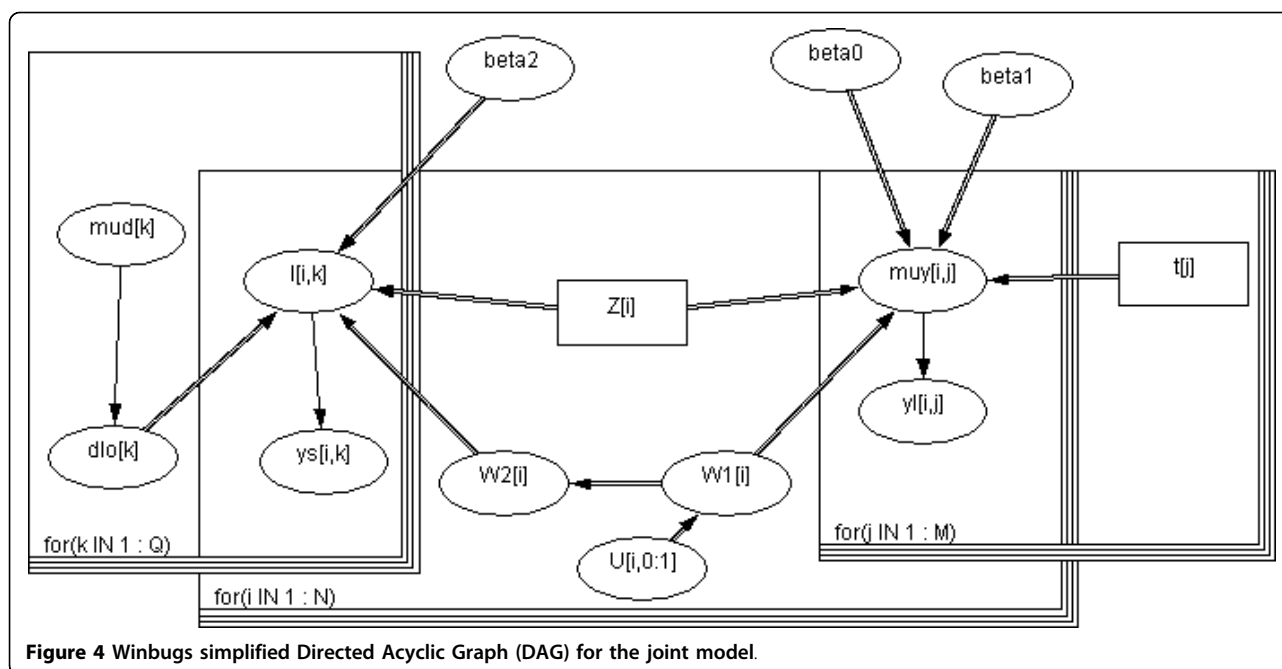 beta2
beta0
beta1
mud[k]
l[i,k]
Z[i]
muy[i,j]
t[j]
dlo[k]
ys[i,k]
W2[i]
W1[i]
yl[i,j]
U[i,0:1]
for(k IN 1 : Q)
for(j IN 1 : M)
for(i IN 1 : N)
Figure 4 Winbugs simplified Directed Acyclic Graph (DAG) for the joint model.